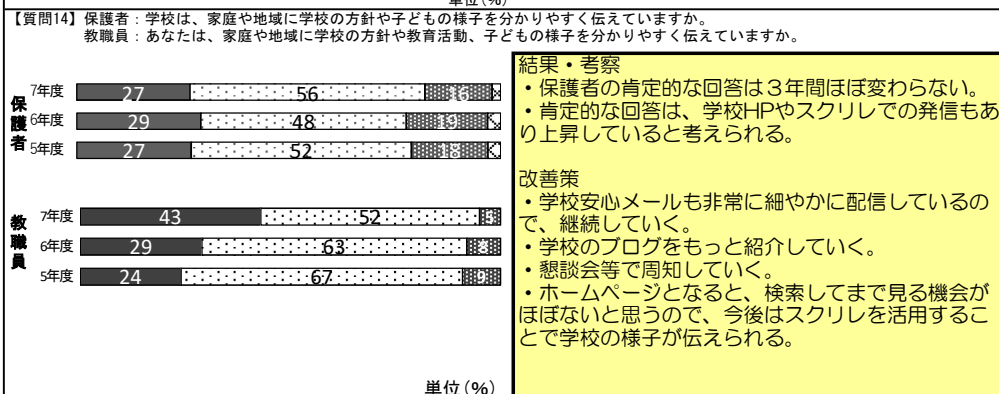 単位(%)
【質問14】保護者：学校は、家庭や地域に学校の方針や子どもの様子を分かりやすく伝えていますか。
教職員：あなたは、家庭や地域に学校の方針や教育活動、子どもの様子を分かりやすく伝えていますか。
保護者
7年度 27 56 16
6年度 29 48 19
5年度 27 52 18
教職員
7年度 43 52 5
6年度 29 63 8
5年度 24 67 9
単位(%)
結果・考察
・保護者の肯定的な回答は３年間ほぼ変わらない。
・肯定的な回答は、学校HPやスクリレでの発信もあ
り上昇していると考えられる。
改善策
・学校安心メールも非常に細やかに配信しているの
で、継続していく。
・学校のブログをもっと紹介していく。
・懇談会等で周知していく。
・ホームページとなると、検索してまで見る機会が
ほぼないと思うので、今後はスクリレを活用するこ
とで学校の様子が伝えられる。